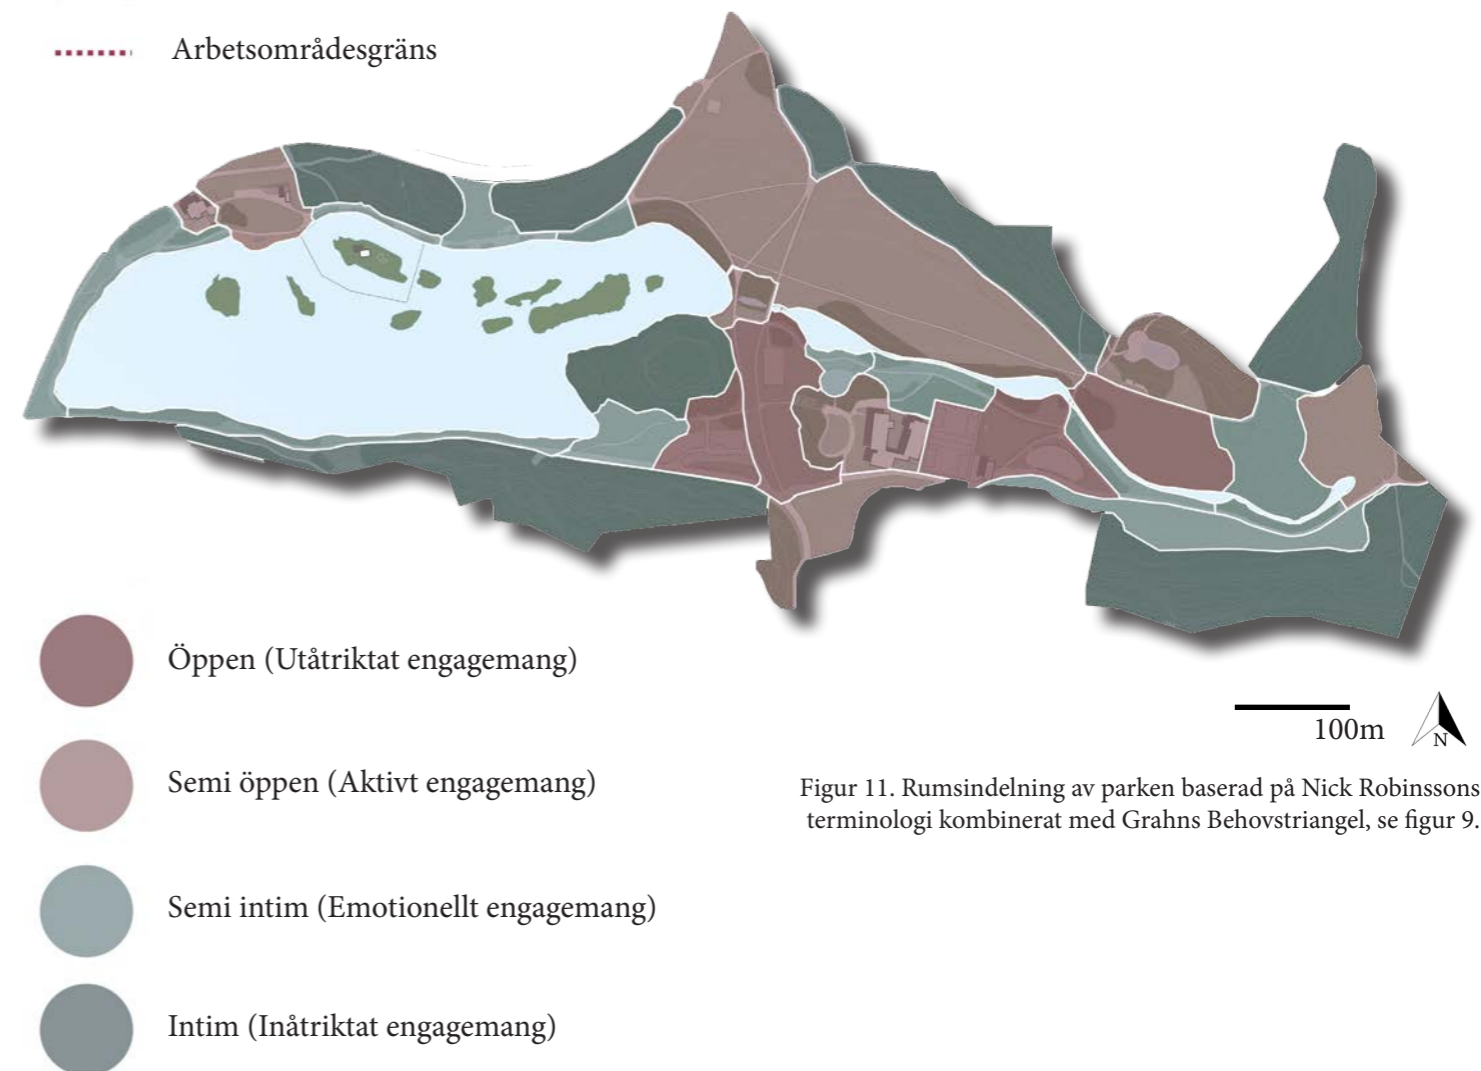 Arbetsområdesgräns
Öppen (Utåtriktat engagemang)
Semi öppen (Aktivt engagemang)
Semi intim (Emotionellt engagemang)
Intim (Inåtriktat engagemang)
100m
N
Figur 11. Rumsindelning av parken baserad på Nick Robinssons
terminologi kombinerat med Grahns Behovstriangel, se figur 9.